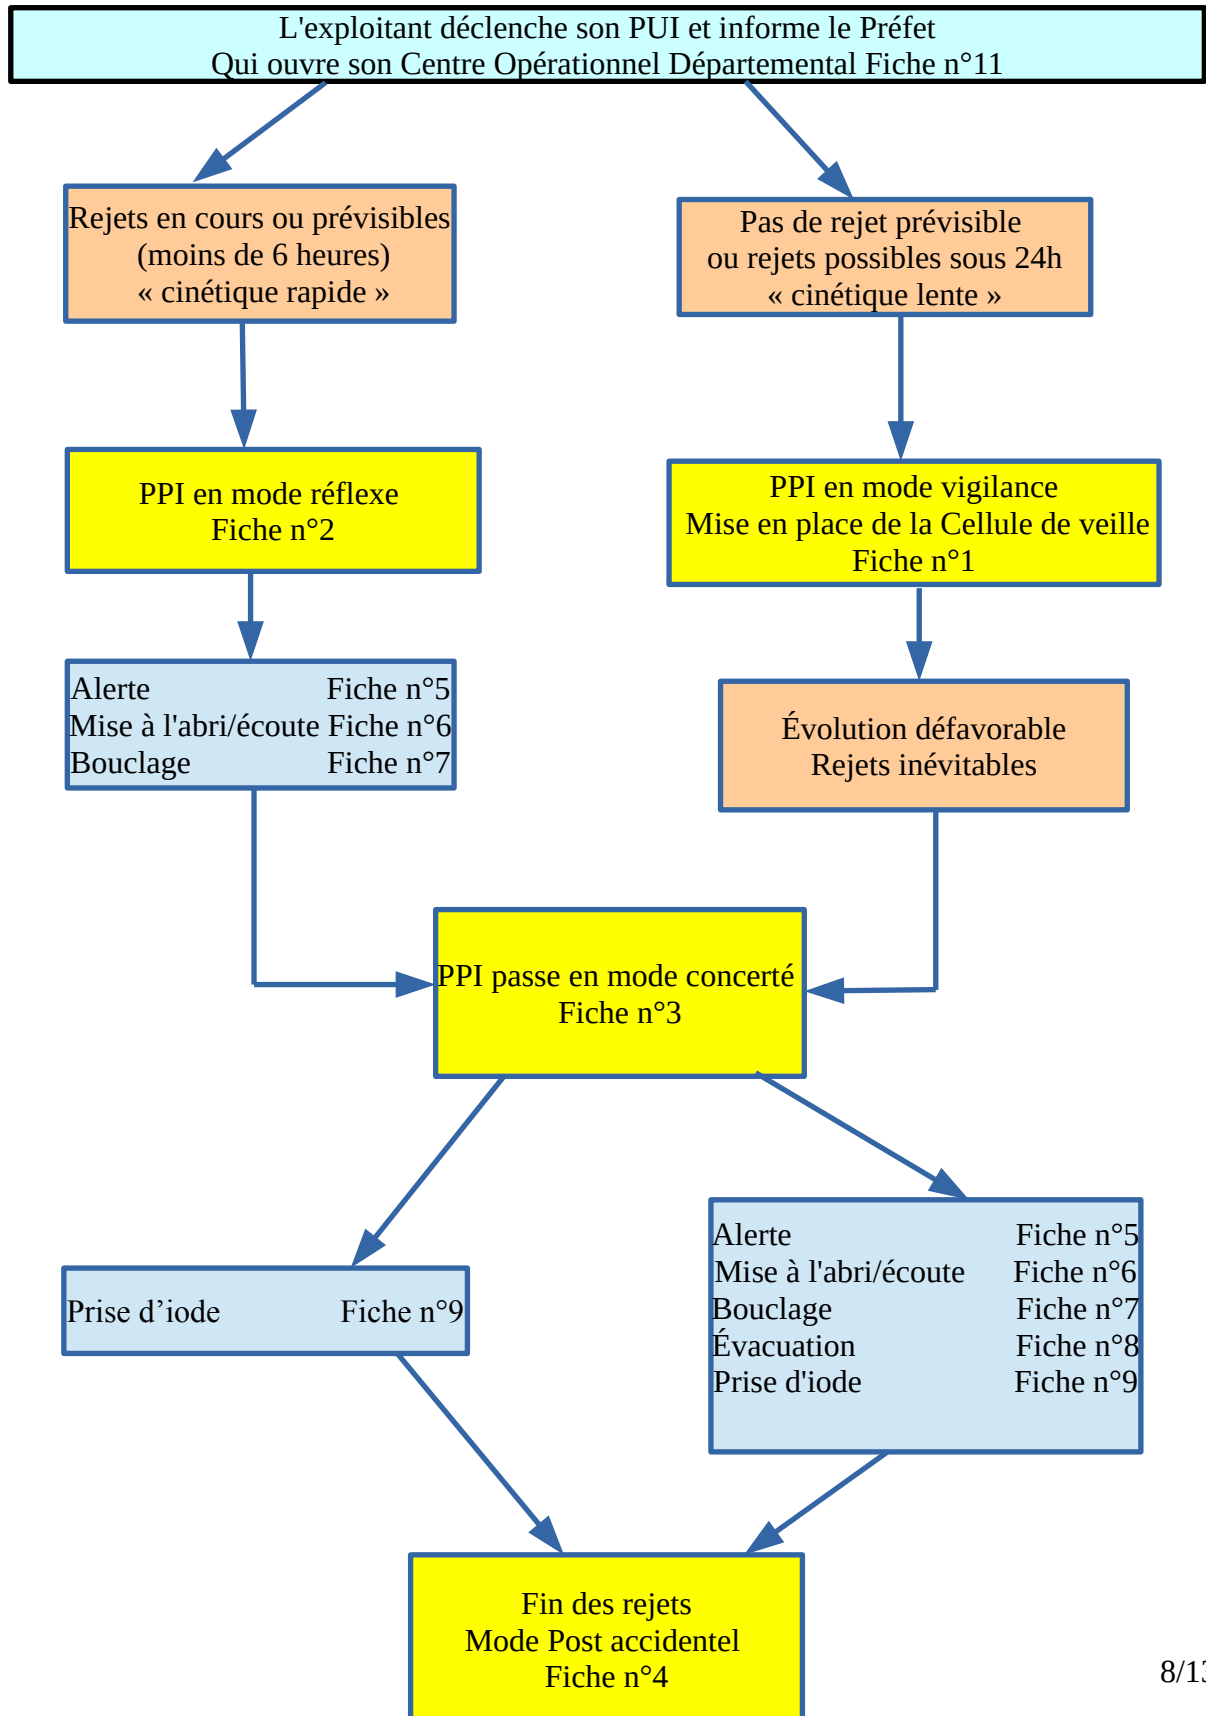 L'exploitant déclenche son PUI et informe le Préfet
Qui ouvre son Centre Opérationnel Départemental Fiche n°11
Rejets en cours ou prévisibles
(moins de 6 heures)
« cinétique rapide »
Pas de rejet prévisible
ou rejets possibles sous 24h
« cinétique lente »
PPI en mode réflexe
Fiche n°2
PPI en mode vigilance
Mise en place de la Cellule de veille
Fiche n°1
Alerte Fiche n°5
Mise à l'abri/écoute Fiche n°6
Bouclage Fiche n°7
Évolution défavorable
Rejets inévitables
PPI passe en mode concerté
Fiche n°3
Prise d’iode Fiche n°9
Alerte Fiche n°5
Mise à l'abri/écoute Fiche n°6
Bouclage Fiche n°7
Évacuation Fiche n°8
Prise d'iode Fiche n°9
Fin des rejets
Mode Post accidentel
Fiche n°4
8/13